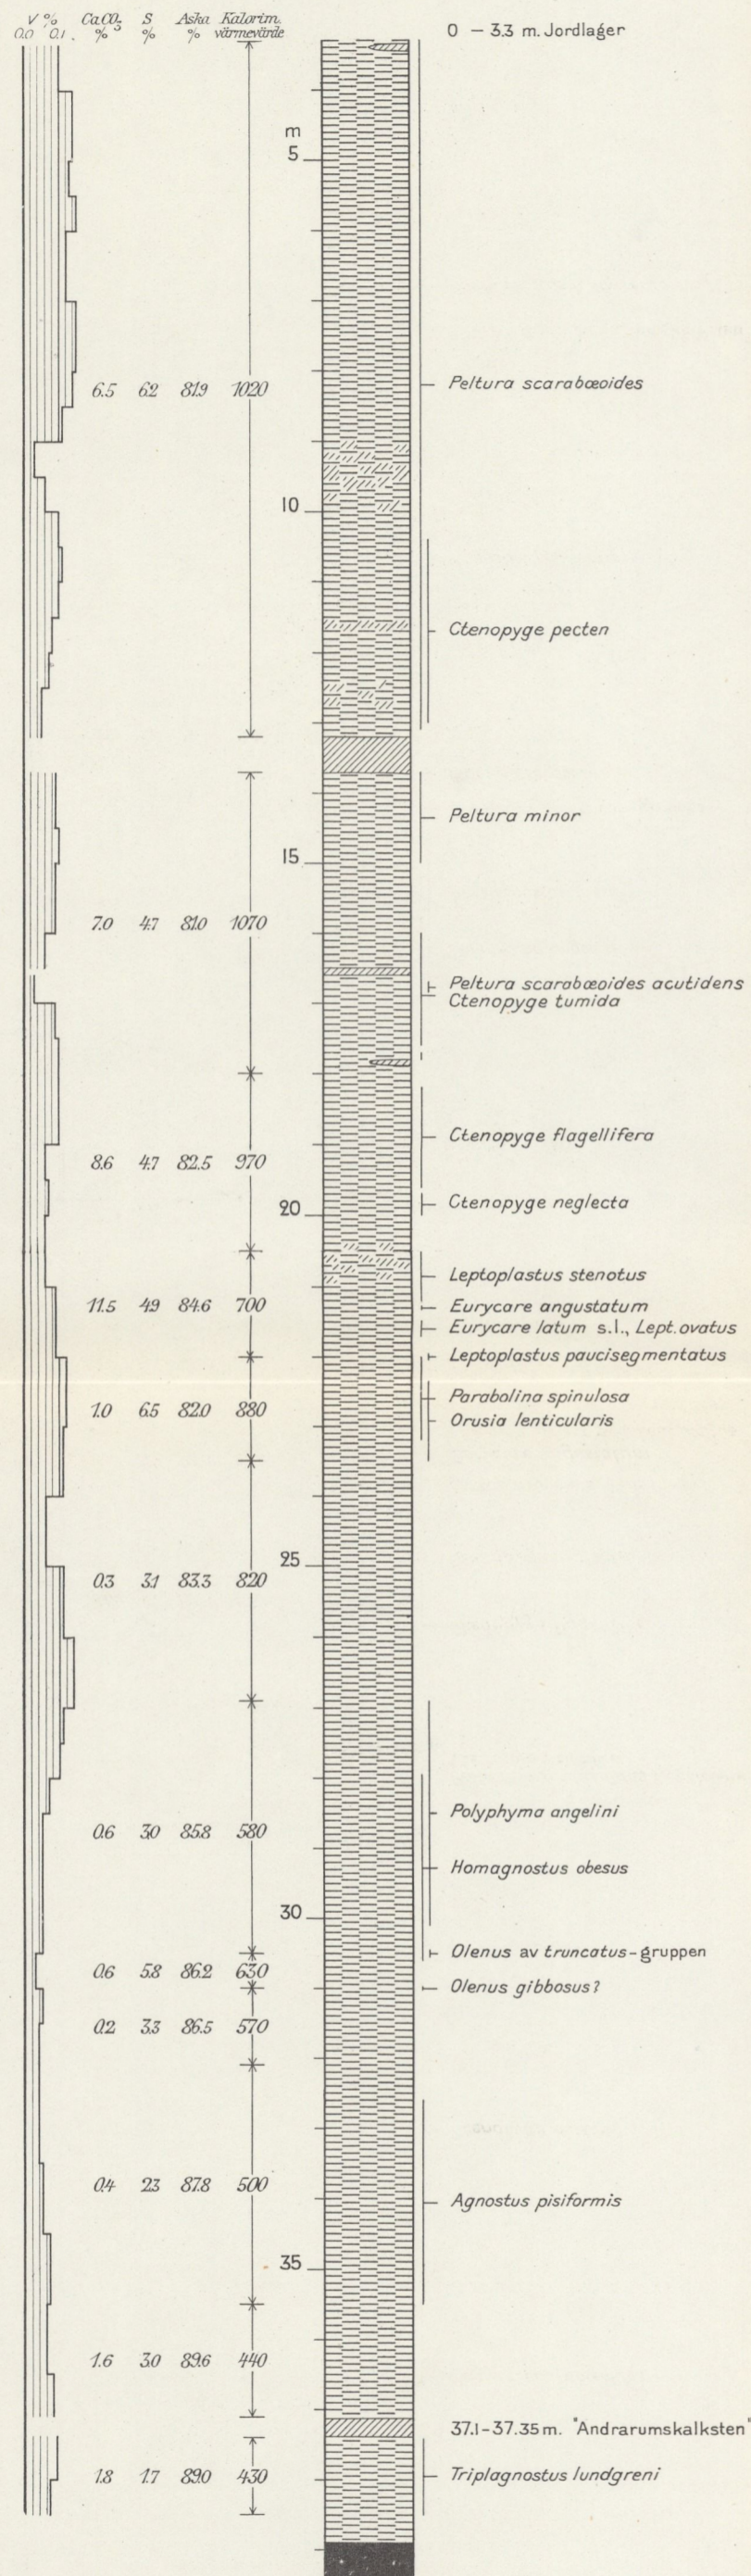 V % CaCO3 S Aska Kalorim.
0.0 0.1 . % % % värmevärde
0 – 3.3 m. Jordlager
m
5
6.5 6.2 81.9 1020 Peltura scarabœoides
10
Ctenopyge pecten
Peltura minor
15
7.0 4.7 81.0 1070
Peltura scarabœoides acutidens
Ctenopyge tumida
Ctenopyge flagellifera
8.6 4.7 82.5 970
Ctenopyge neglecta
20
Leptoplastus stenotus
11.5 4.9 84.6 700 Eurycare angustatum
Eurycare latum s.l., Lept. ovatus
Leptoplastus paucisegmentatus
Parabolina spinulosa
1.0 6.5 82.0 880 Orusia lenticularis
25
0.3 3.1 83.3 820
Polyphyma angelini
0.6 3.0 85.8 580
Homagnostus obesus
30
Olenus av truncatus-gruppen
0.6 5.8 86.2 630
Olenus gibbosus?
0.2 3.3 86.5 570
0.4 2.3 87.8 500
Agnostus pisiformis
35
1.6 3.0 89.6 440
37.1–37.35 m. "Andrarumskalksten"
1.8 1.7 89.0 430 Triplagnostus lundgreni